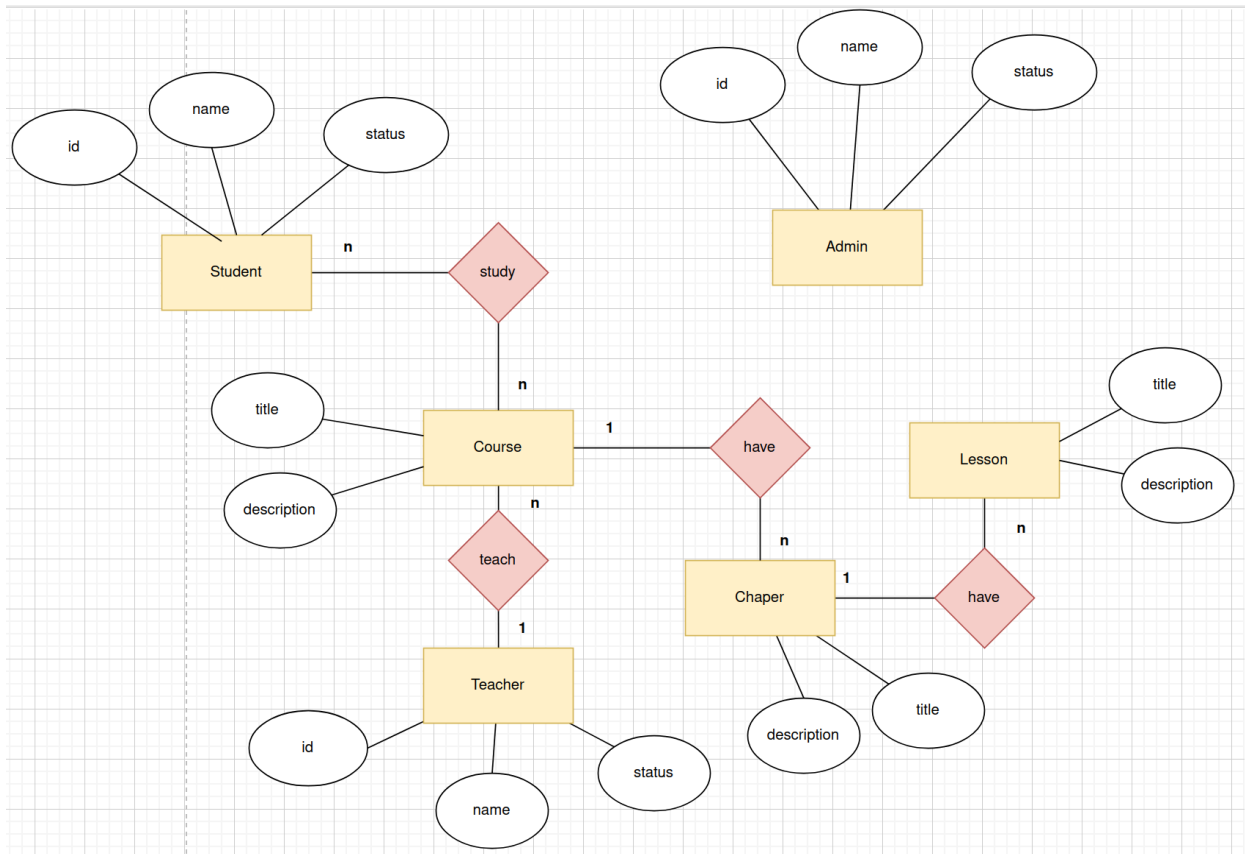 name
id
status
name
id
status
Student
n
study
Admin
n
title
Course
1
have
description
n
teach
1
Teacher
id
name
status
n
Chaper
1
have
n
Lesson
title
description
description
title